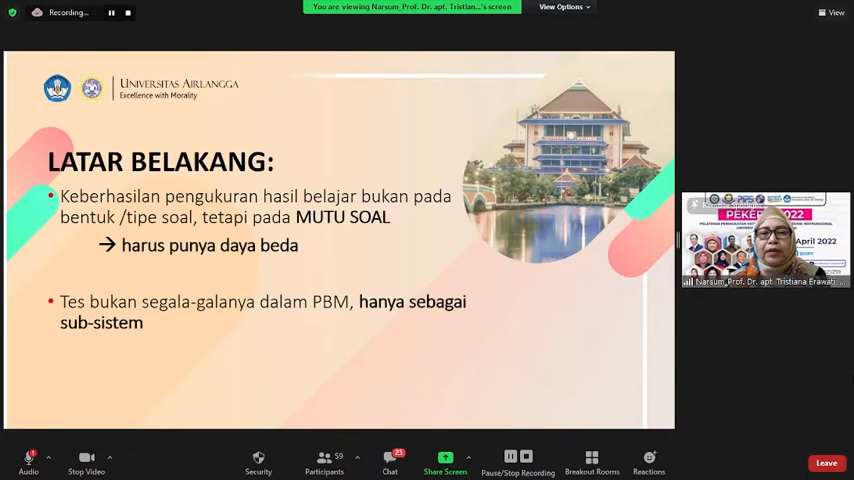 Recording...
You are viewing Narsum_Prof. Dr. apt. Tristian...'s screen
View Options
View
UNIVERSITAS AIRLANGGA
Excellence with Morality
LATAR BELAKANG:
• Keberhasilan pengukuran hasil belajar bukan pada
bentuk /tipe soal, tetapi pada MUTU SOAL
→ harus punya daya beda
• Tes bukan segala-galanya dalam PBM, hanya sebagai
sub-sistem
PEKERTI 2022
April 2022
zoom
Narsum_Prof. Dr. apt. Tristiana Erawati...
Audio
Stop Video
Security
59
Participants
23
Chat
Share Screen
Pause/Stop Recording
Breakout Rooms
Reactions
Leave